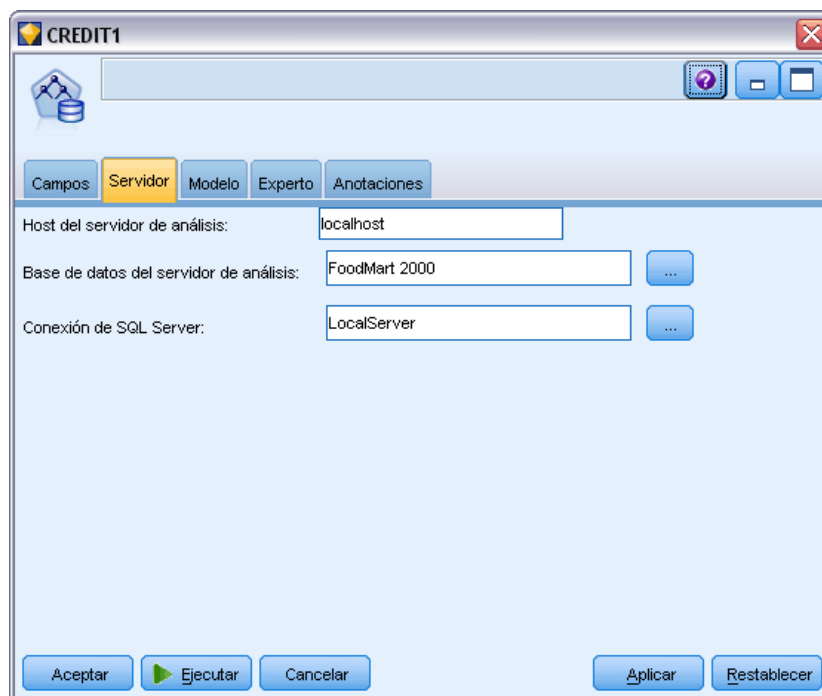 CREDIT1
Campos Servidor Modelo Experto Anotaciones
Host del servidor de análisis: localhost
Base de datos del servidor de análisis: FoodMart 2000 ...
Conexión de SQL Server: LocalServer ...
Aceptar Ejecutar Cancelar Aplicar Restablecer